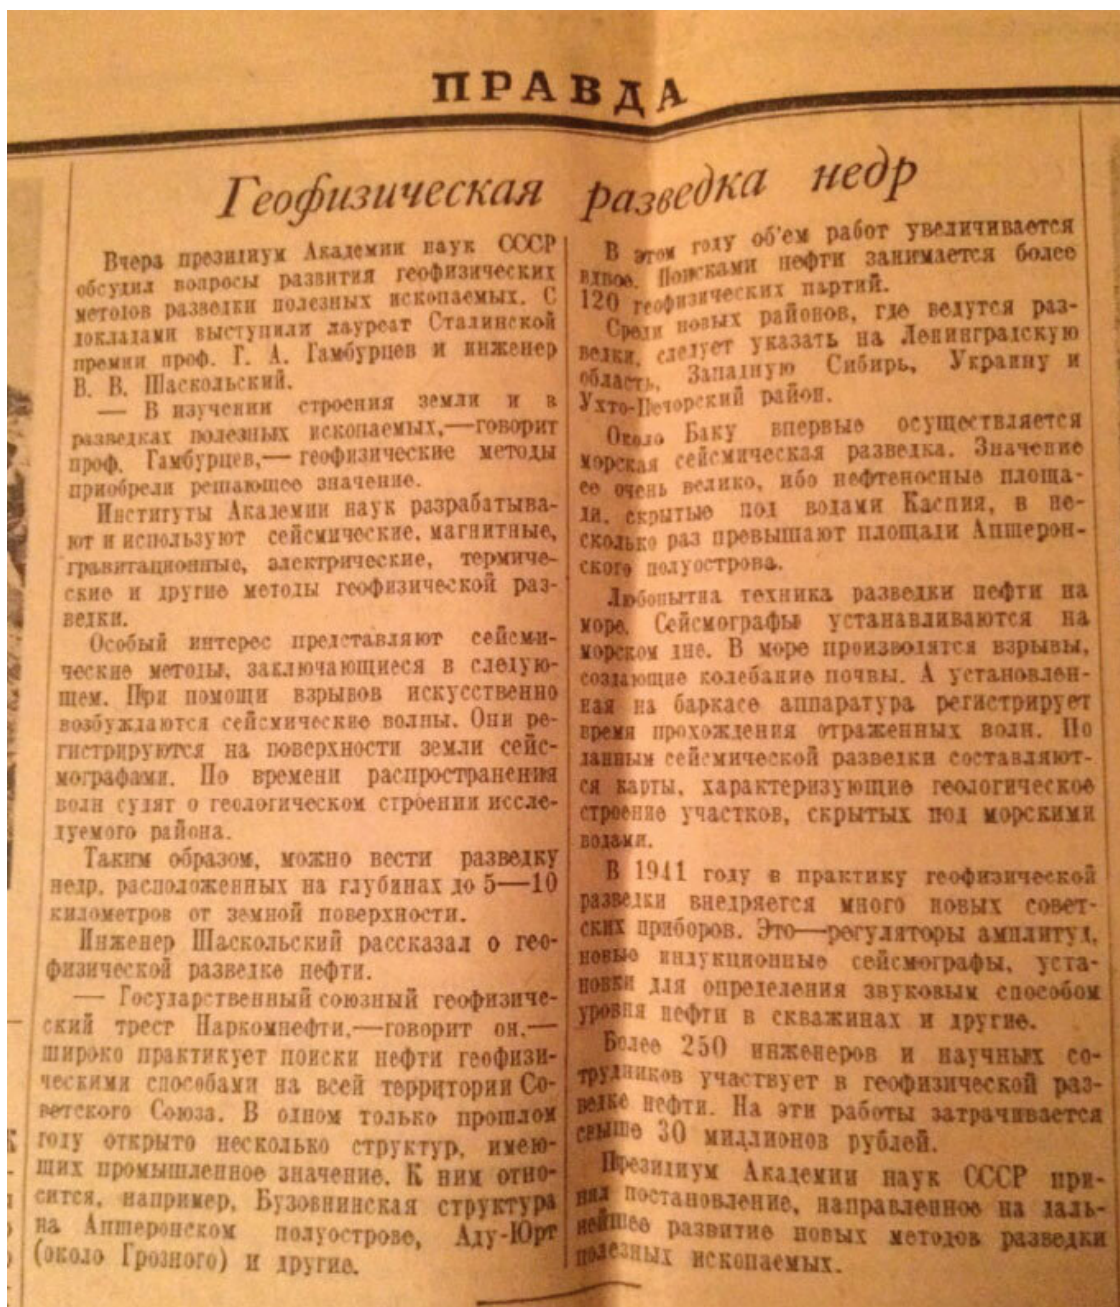 ПРАВДА
Геофизическая разведка недр
Вчера президиум Академии наук СССР
обсудил вопросы развития геофизических
методов разведки полезных ископаемых. С
докладами выступили лауреат Сталинской
премии проф. Г. А. Гамбурцев и инженер
В. В. Шаскольский.
— В изучении строения земли и в
разведках полезных ископаемых,—говорит
проф. Гамбурцев,— геофизические методы
приобрели решающее значение.
Институты Академии наук разрабатыва-
ют и используют сейсмические, магнитные,
гравитационные, электрические, термиче-
ские и другие методы геофизической раз-
ведки.
Особый интерес представляют сейсми-
ческие методы, заключающиеся в следую-
щем. При помощи взрывов искусственно
возбуждаются сейсмические волны. Они ре-
гистрируются на поверхности земли сейс-
мографами. По времени распространения
волн судят о геологическом строении иссле-
дуемого района.
Таким образом, можно вести разведку
недр, расположенных на глубинах до 5—10
километров от земной поверхности.
Инженер Шаскольский рассказал о гео-
физической разведке нефти.
— Государственный союзный геофизиче-
ский трест Наркомнефти,—говорит он,—
широко практикует поиски нефти геофизи-
ческими способами на всей территории Со-
ветского Союза. В одном только прошлом
году открыто несколько структур, имею-
щих промышленное значение. К ним отно-
сится, например, Бузовнинская структура
на Апшеронском полуострове, Аду-Юрт
(около Грозного) и другие.
В этом году об'ем работ увеличивается
вдвое. Поисками нефти занимается более
120 геофизических партий.
Среди новых районов, где ведутся раз-
ведки, следует указать на Ленинградскую
область, Западную Сибирь, Украину и
Ухто-Печорский район.
Около Баку впервые осуществляется
морская сейсмическая разведка. Значение
ее очень велико, ибо нефтеносные площа-
ди, скрытые под водами Каспия, в не-
сколько раз превышают площади Апшерон-
ского полуострова.
Любопытна техника разведки нефти на
море. Сейсмографы устанавливаются на
морском дне. В море производятся взрывы,
создающие колебание почвы. А установлен-
ная на баркасе аппаратура регистрирует
время прохождения отраженных волн. По
данным сейсмической разведки составляют-
ся карты, характеризующие геологическое
строение участков, скрытых под морскими
водами.
В 1941 году в практику геофизической
разведки внедряется много новых совет-
ских приборов. Это—регуляторы амплитуд,
новые индукционные сейсмографы, уста-
новки для определения звуковым способом
уровня нефти в скважинах и другие.
Более 250 инженеров и научных со-
трудников участвует в геофизической раз-
ведке нефти. На эти работы затрачивается
свыше 30 миллионов рублей.
Президиум Академии наук СССР при-
нял постановление, направленное на даль-
нейшее развитие новых методов разведки
полезных ископаемых.